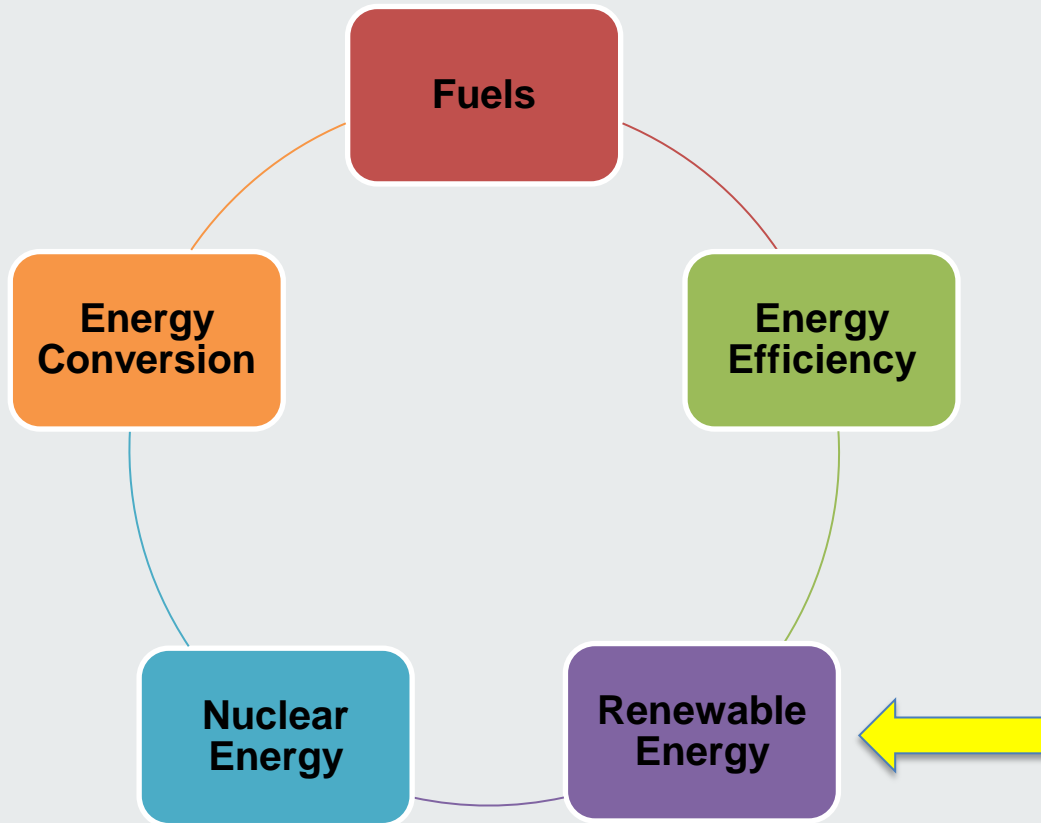 Fuels
Energy
Efficiency
Renewable
Energy
Nuclear
Energy
Energy
Conversion